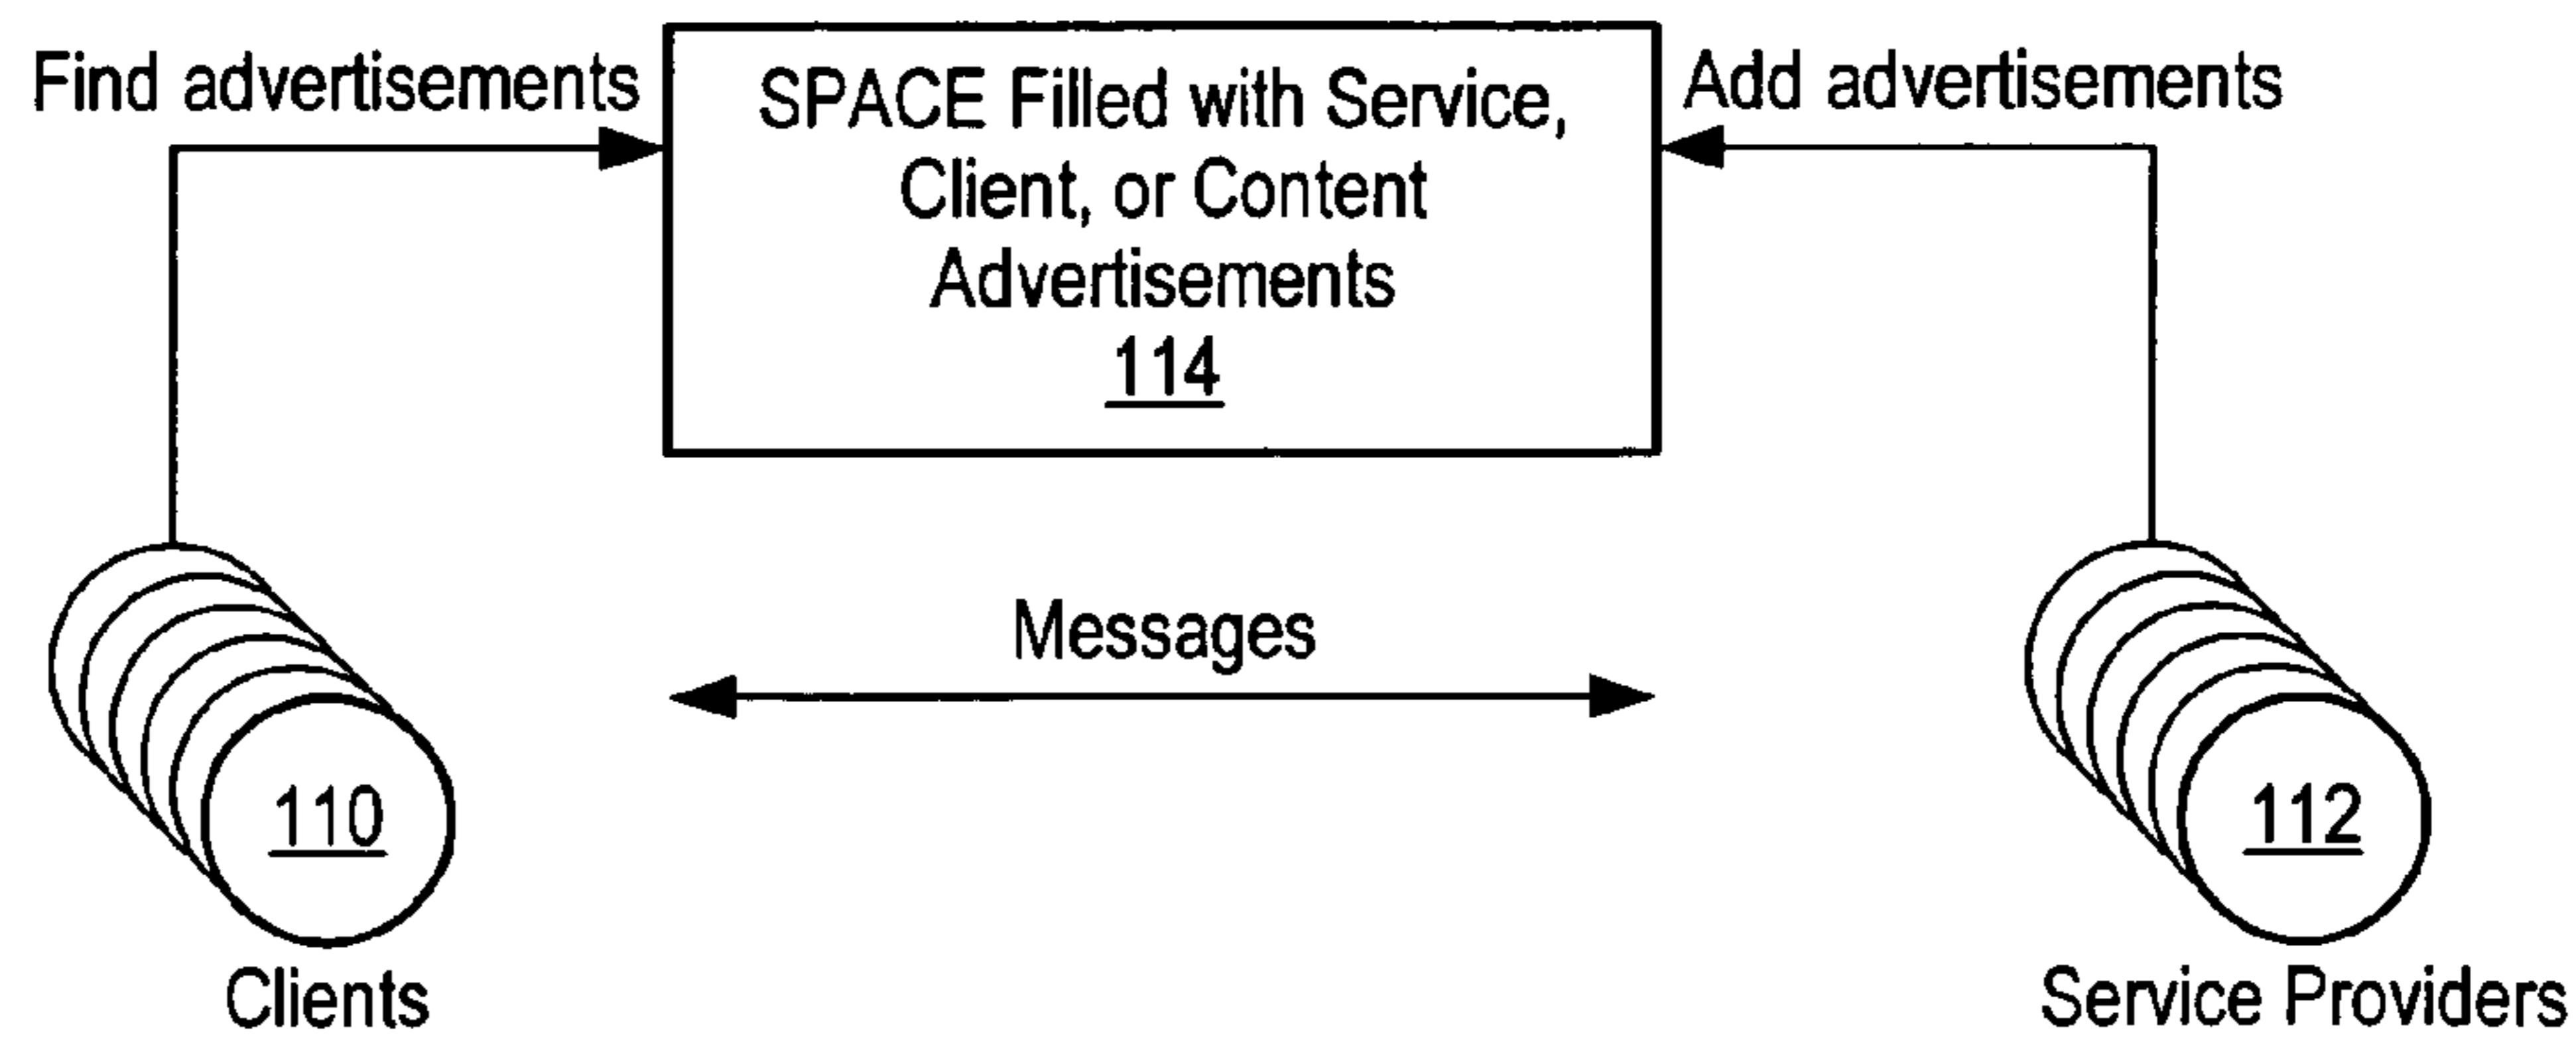 Find advertisements
SPACE Filled with Service,
Client, or Content
Advertisements
114
Add advertisements
Messages
110
Clients
112
Service Providers